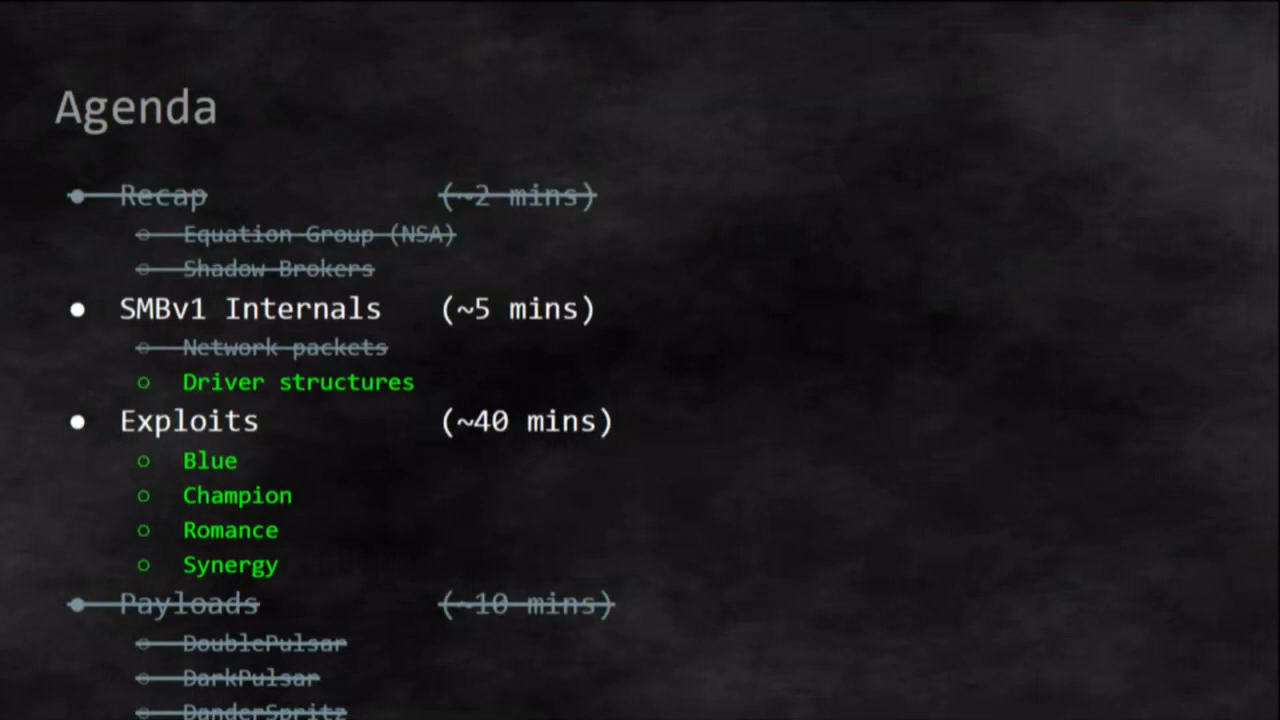 Agenda
● Recap (~2 mins)
○ Equation Group (NSA)
○ Shadow Brokers
● SMBv1 Internals (~5 mins)
○ Network packets
○ Driver structures
● Exploits (~40 mins)
○ Blue
○ Champion
○ Romance
○ Synergy
● Payloads (~10 mins)
○ DoublePulsar
○ DarkPulsar
○ DanderSpritz